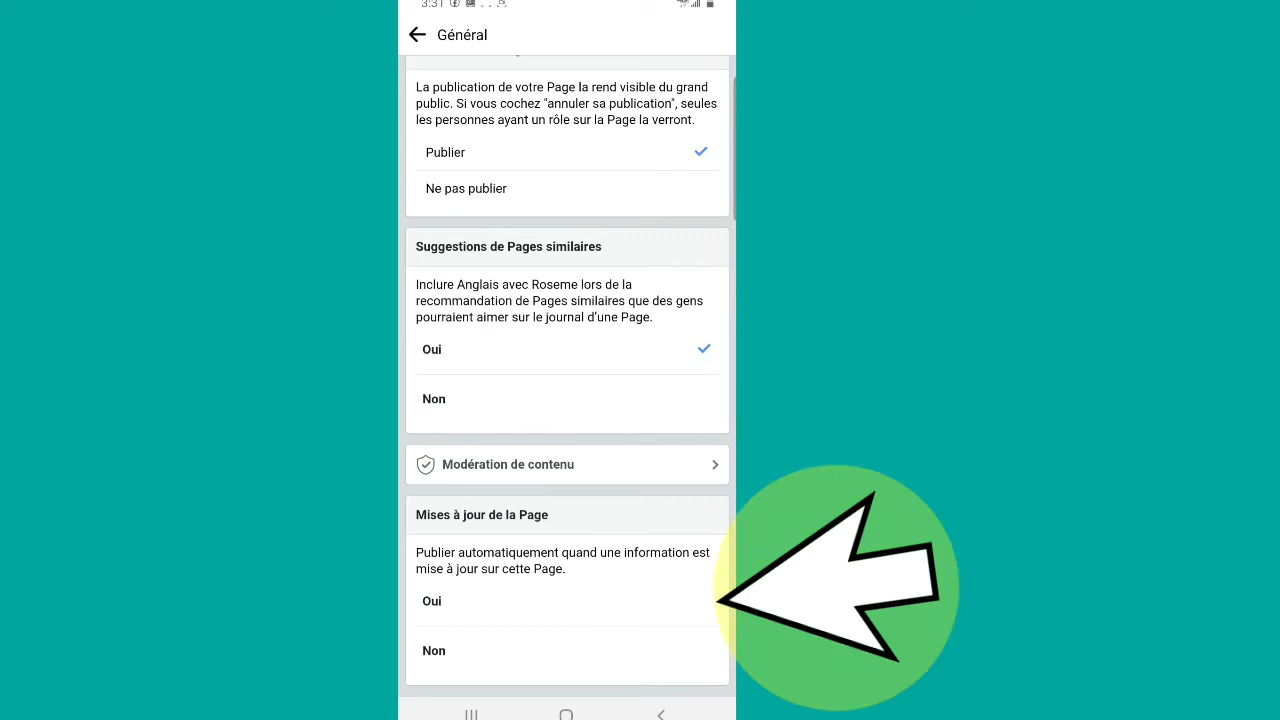 3:31
Général
La publication de votre Page la rend visible du grand
public. Si vous cochez "annuler sa publication", seules
les personnes ayant un rôle sur la Page la verront.
Publier
Ne pas publier
Suggestions de Pages similaires
Inclure Anglais avec Roseme lors de la
recommandation de Pages similaires que des gens
pourraient aimer sur le journal d’une Page.
Oui
Non
Modération de contenu
Mises à jour de la Page
Publier automatiquement quand une information est
mise à jour sur cette Page.
Oui
Non